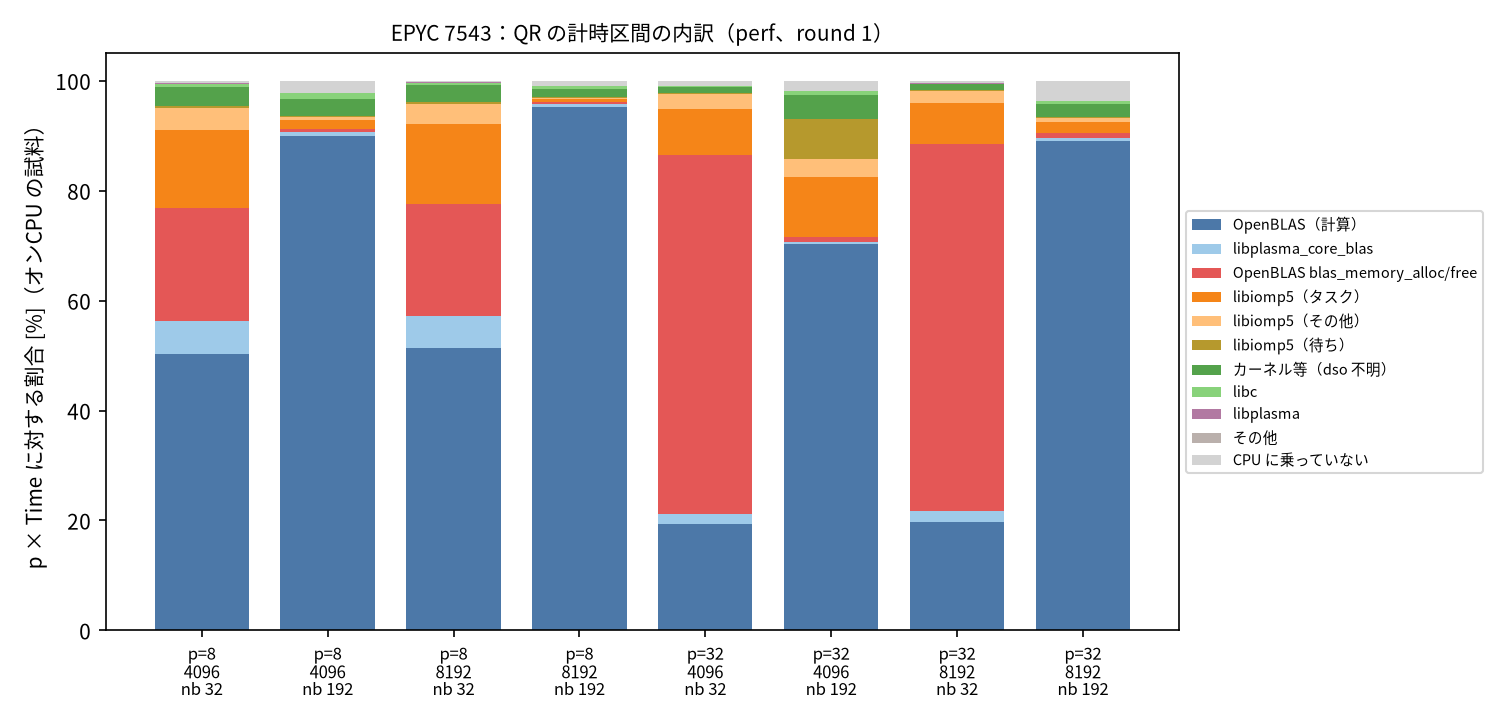 EPYC 7543：QR の計時区間の内訳（perf、round 1）
p × Time に対する割合 [%]（オンCPU の試料）
100
80
60
40
20
0
p=8
4096
nb 32
p=8
4096
nb 192
p=8
8192
nb 32
p=8
8192
nb 192
p=32
4096
nb 32
p=32
4096
nb 192
p=32
8192
nb 32
p=32
8192
nb 192
OpenBLAS（計算）
libplasma_core_blas
OpenBLAS blas_memory_alloc/free
libiomp5（タスク）
libiomp5（その他）
libiomp5（待ち）
カーネル等（dso 不明）
libc
libplasma
その他
CPU に乗っていない